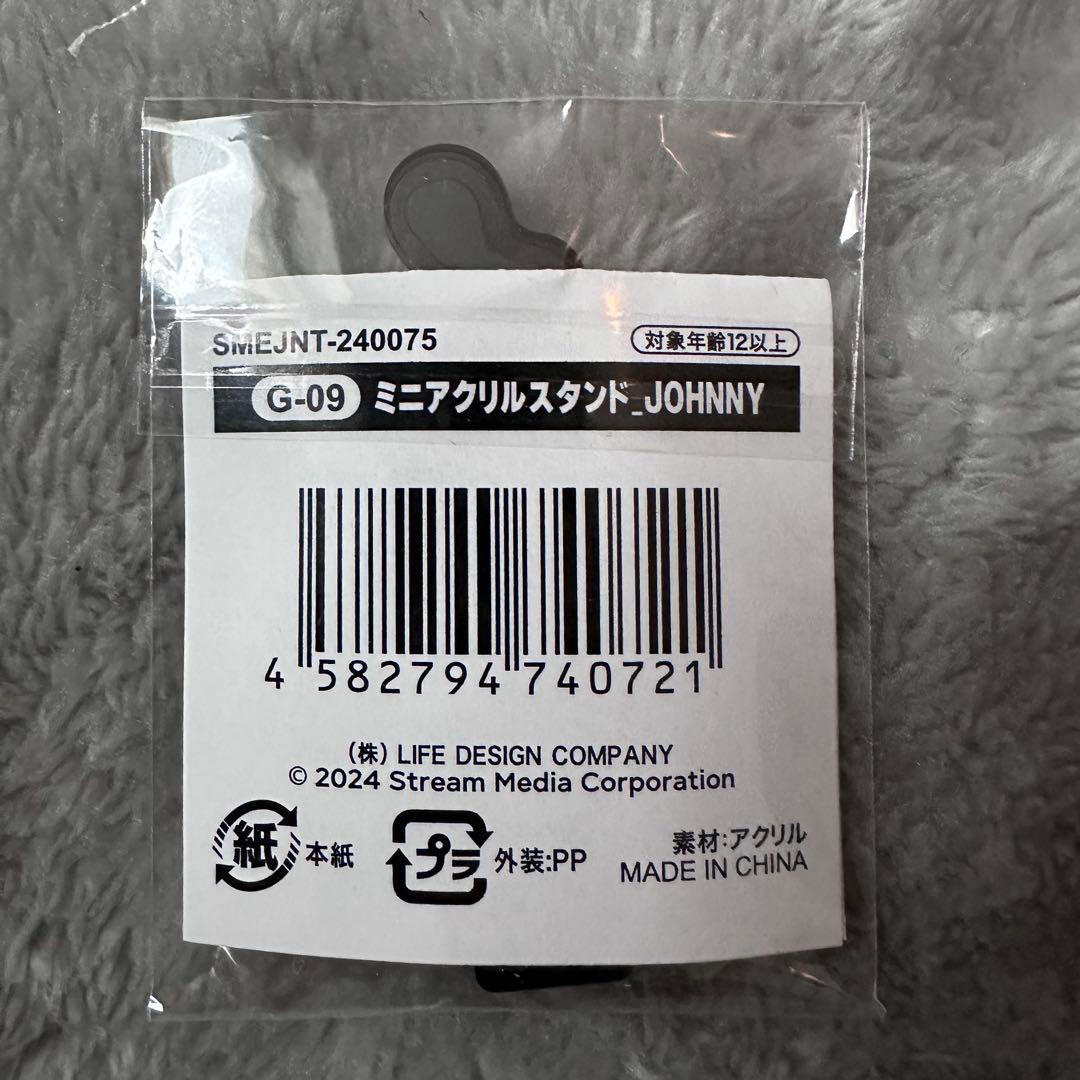 SMEJNT-240075
対象年齢12以上
G-09 ミニアクリルスタンド_JOHNNY
4 582794 740721
(株) LIFE DESIGN COMPANY
© 2024 Stream Media Corporation
紙 本紙
プラ 外装:PP
素材:アクリル
MADE IN CHINA